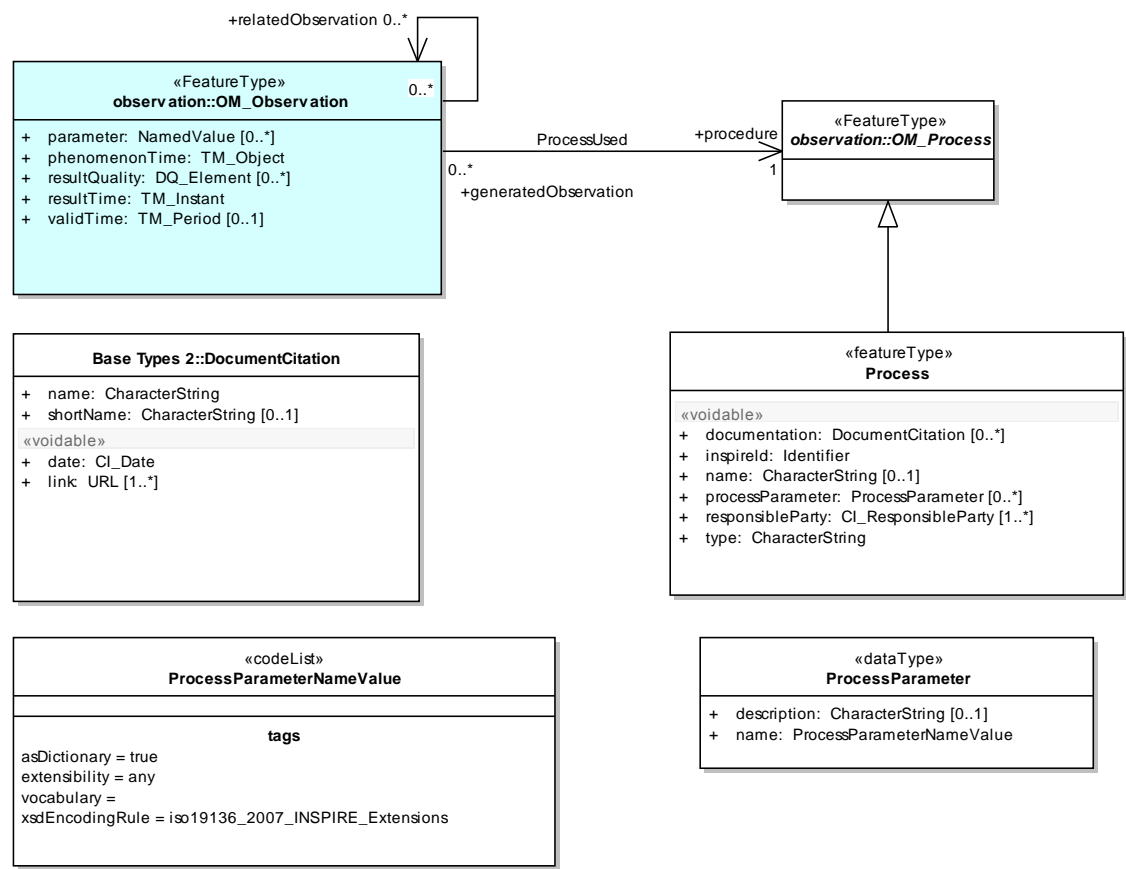 +relatedObservation 0..*
«FeatureType»
observation::OM_Observation
0..*
+ parameter: NamedValue [0..*]
+ phenomenonTime: TM_Object
+ resultQuality: DQ_Element [0..*]
+ resultTime: TM_Instant
+ validTime: TM_Period [0..1]
ProcessUsed
+procedure
0..*
1
+generatedObservation
«FeatureType»
observation::OM_Process
Base Types 2::DocumentCitation
+ name: CharacterString
+ shortName: CharacterString [0..1]
«voidable»
+ date: CI_Date
+ link: URL [1..*]
«featureType»
Process
«voidable»
+ documentation: DocumentCitation [0..*]
+ inspireId: Identifier
+ name: CharacterString [0..1]
+ processParameter: ProcessParameter [0..*]
+ responsibleParty: CI_ResponsibleParty [1..*]
+ type: CharacterString
«codeList»
ProcessParameterNameValue
tags
asDictionary = true
extensibility = any
vocabulary =
xsdEncodingRule = iso19136_2007_INSPIRE_Extensions
«dataType»
ProcessParameter
+ description: CharacterString [0..1]
+ name: ProcessParameterNameValue